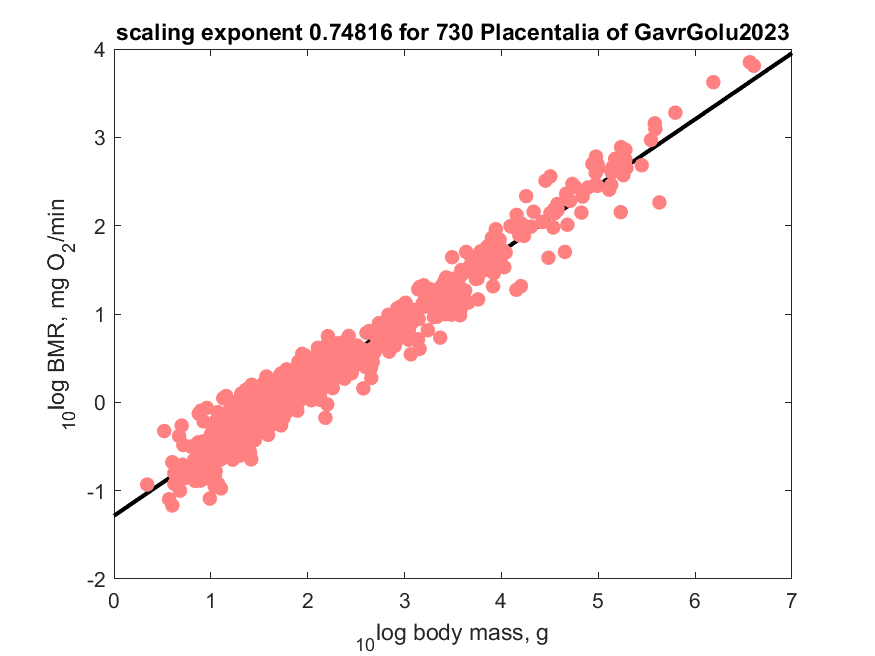 scaling exponent 0.74816 for 730 Placentalia of GavrGolu2023
4
3
2
1
0
-1
-2
10log BMR, mg O2/min
0 1 2 3 4 5 6 7
10log body mass, g